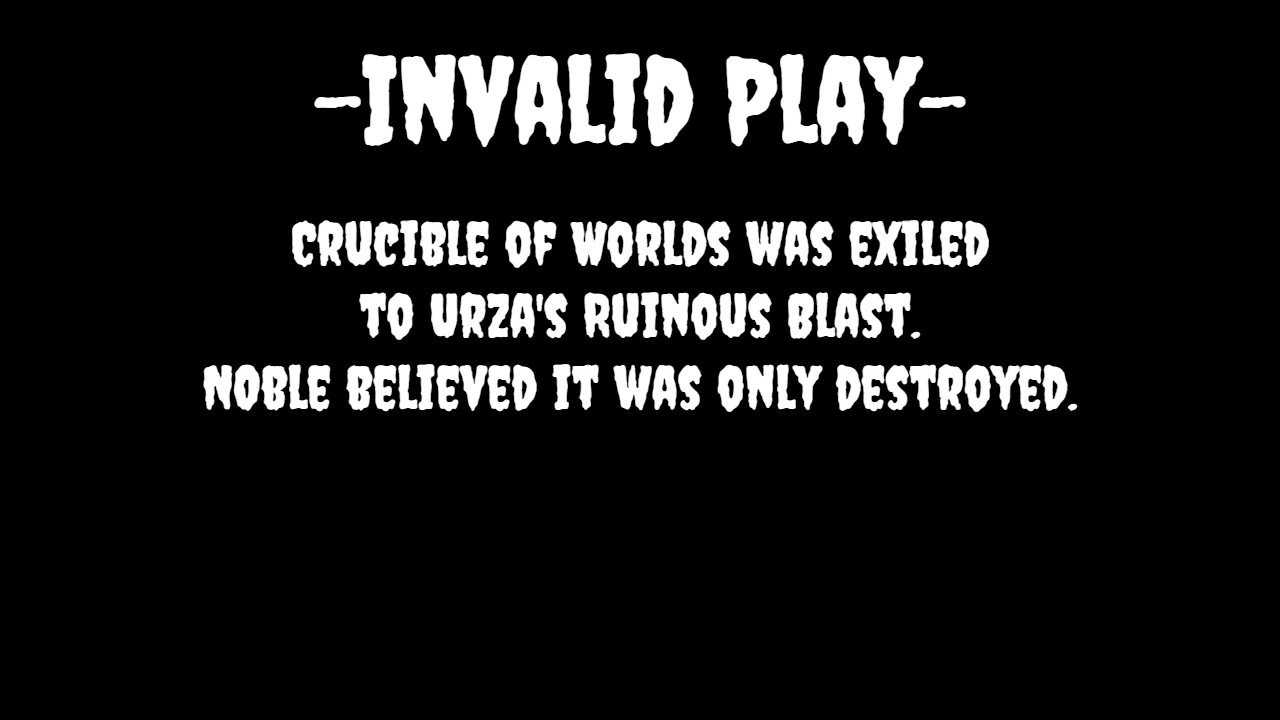 -INVALID PLAY-
CRUCIBLE OF WORLDS WAS EXILED
TO URZA'S RUINOUS BLAST.
NOBLE BELIEVED IT WAS ONLY DESTROYED.